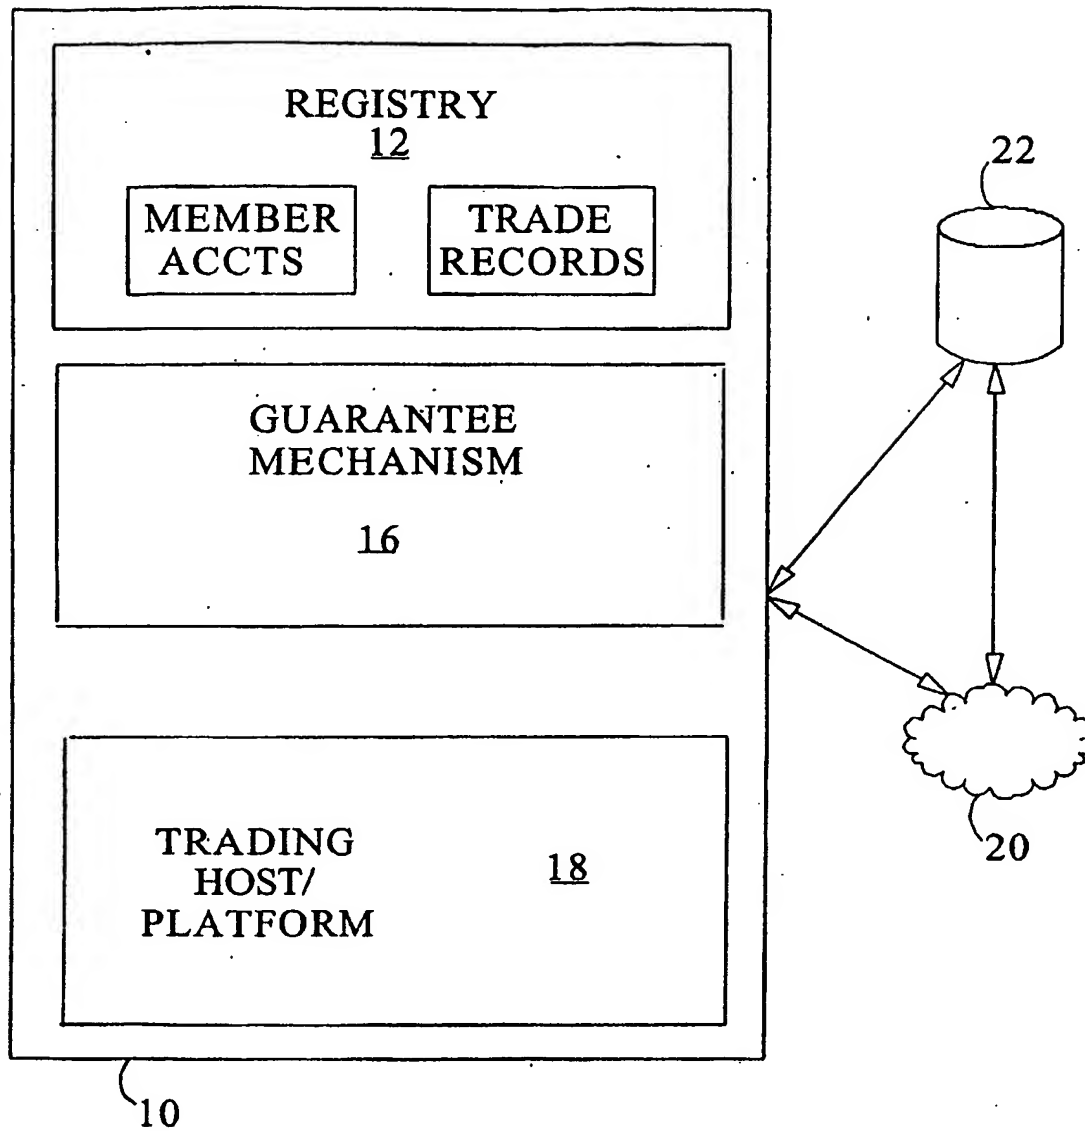 REGISTRY
12
MEMBER
ACCTS
TRADE
RECORDS
22
GUARANTEE
MECHANISM
16
TRADING
HOST/
PLATFORM
18
20
10